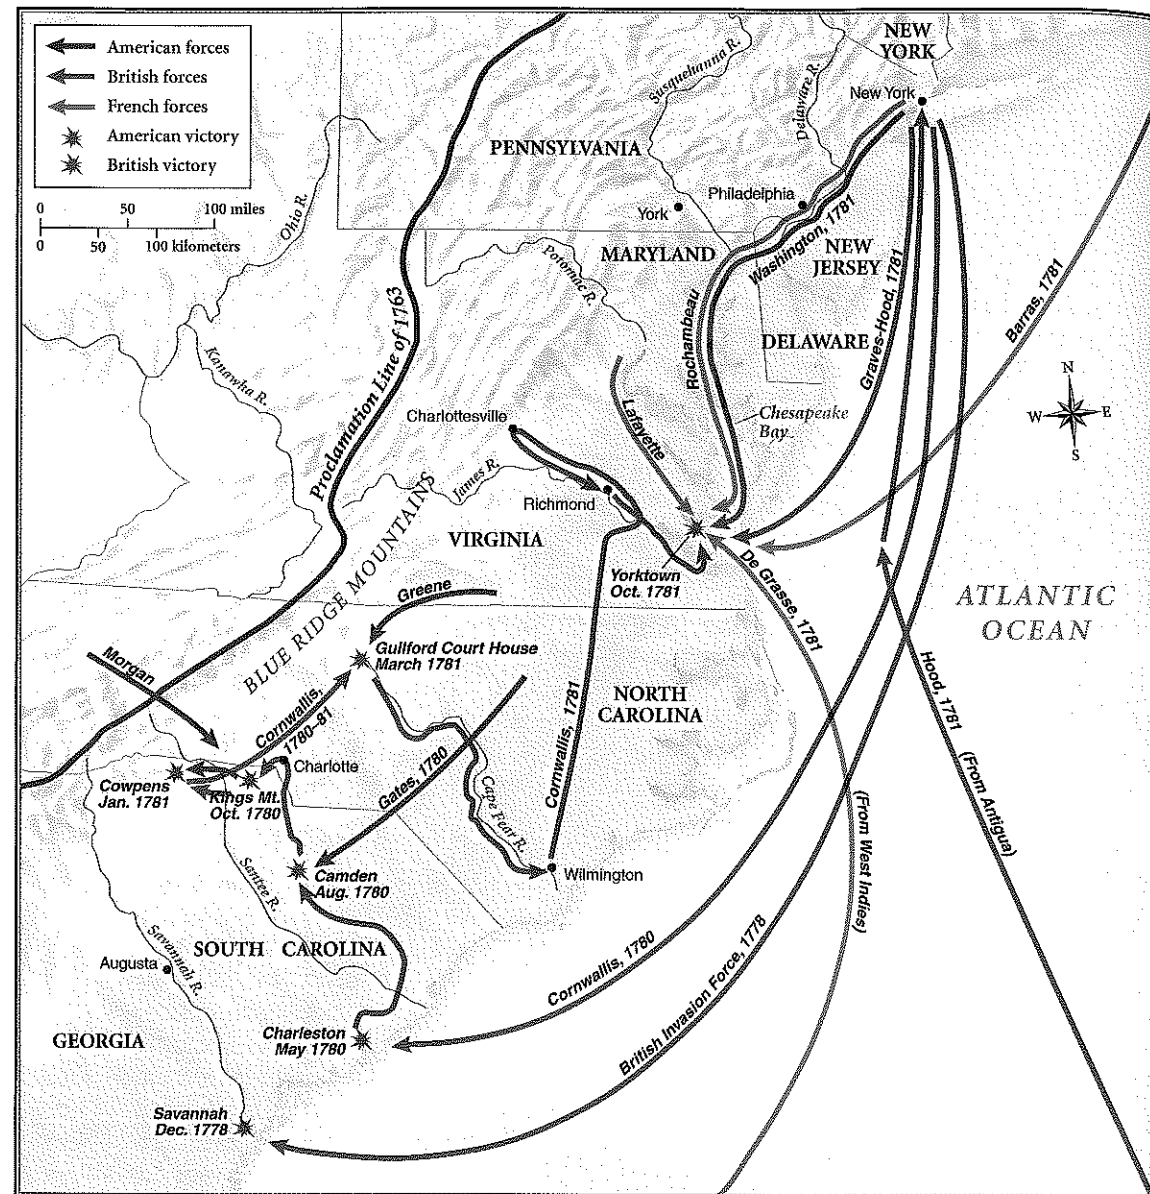 American forces
British forces
French forces
American victory
British victory
0 50 100 miles
0 50 100 kilometers
NEW
YORK
New York
Susquehanna R.
Delaware R.
PENNSYLVANIA
Philadelphia
York
Ohio R.
MARYLAND
Washington, 1781
NEW
JERSEY
Potomac R.
Graves-Hood, 1781
Barras, 1781
Proclamation Line of 1763
Kanawha R.
Rochambeau
DELAWARE
N
W E
S
Lafayette
Chesapeake
Bay
Charlottesville
James R.
Richmond
BLUE RIDGE MOUNTAINS
VIRGINIA
Yorktown
Oct. 1781
De Grasse, 1781
ATLANTIC
OCEAN
Greene
Guilford Court House
March 1781
Morgan
Hood, 1781
(From Antigua)
NORTH
CAROLINA
Cornwallis,
1780–81
Cornwallis, 1781
Charlotte
Gates, 1780
Cowpens
Jan. 1781
Kings Mt.
Oct. 1780
Cape Fear R.
(From West Indies)
Camden
Aug. 1780
Wilmington
Santee R.
SOUTH CAROLINA
Savannah R.
Augusta
Cornwallis, 1780
British Invasion Force, 1778
GEORGIA
Charleston
May 1780
Savannah
Dec. 1778